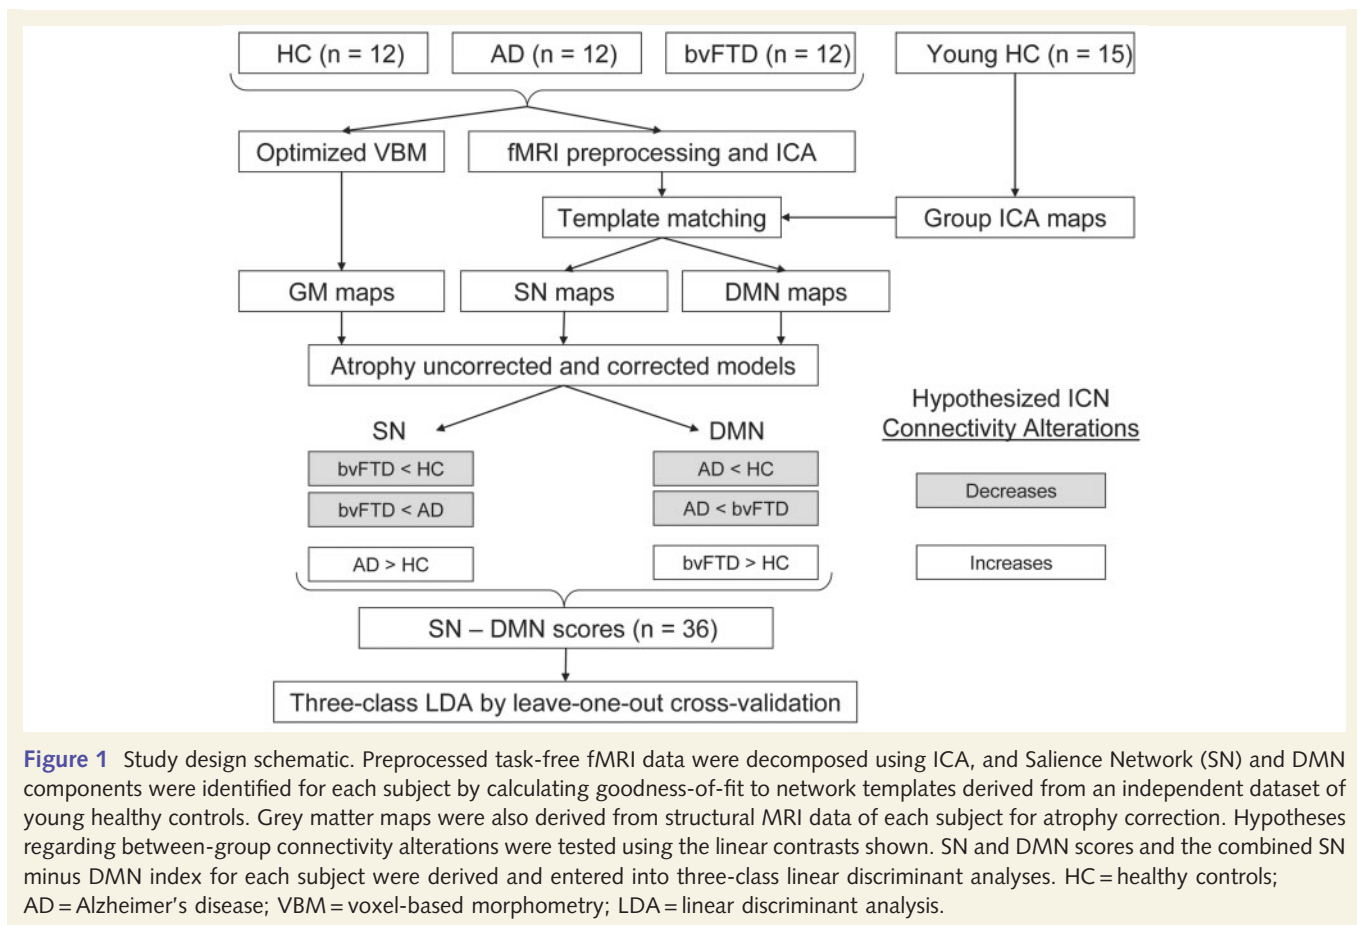 HC (n = 12)
AD (n = 12)
bvFTD (n = 12)
Young HC (n = 15)
Optimized VBM
fMRI preprocessing and ICA
Template matching
Group ICA maps
GM maps
SN maps
DMN maps
Atrophy uncorrected and corrected models
SN
DMN
bvFTD < HC
AD < HC
bvFTD < AD
AD < bvFTD
AD > HC
bvFTD > HC
Hypothesized ICN
Connectivity Alterations
Decreases
Increases
SN – DMN scores (n = 36)
Three-class LDA by leave-one-out cross-validation
Figure 1 Study design schematic. Preprocessed task-free fMRI data were decomposed using ICA, and Salience Network (SN) and DMN
components were identified for each subject by calculating goodness-of-fit to network templates derived from an independent dataset of
young healthy controls. Grey matter maps were also derived from structural MRI data of each subject for atrophy correction. Hypotheses
regarding between-group connectivity alterations were tested using the linear contrasts shown. SN and DMN scores and the combined SN
minus DMN index for each subject were derived and entered into three-class linear discriminant analyses. HC = healthy controls;
AD = Alzheimer's disease; VBM = voxel-based morphometry; LDA = linear discriminant analysis.